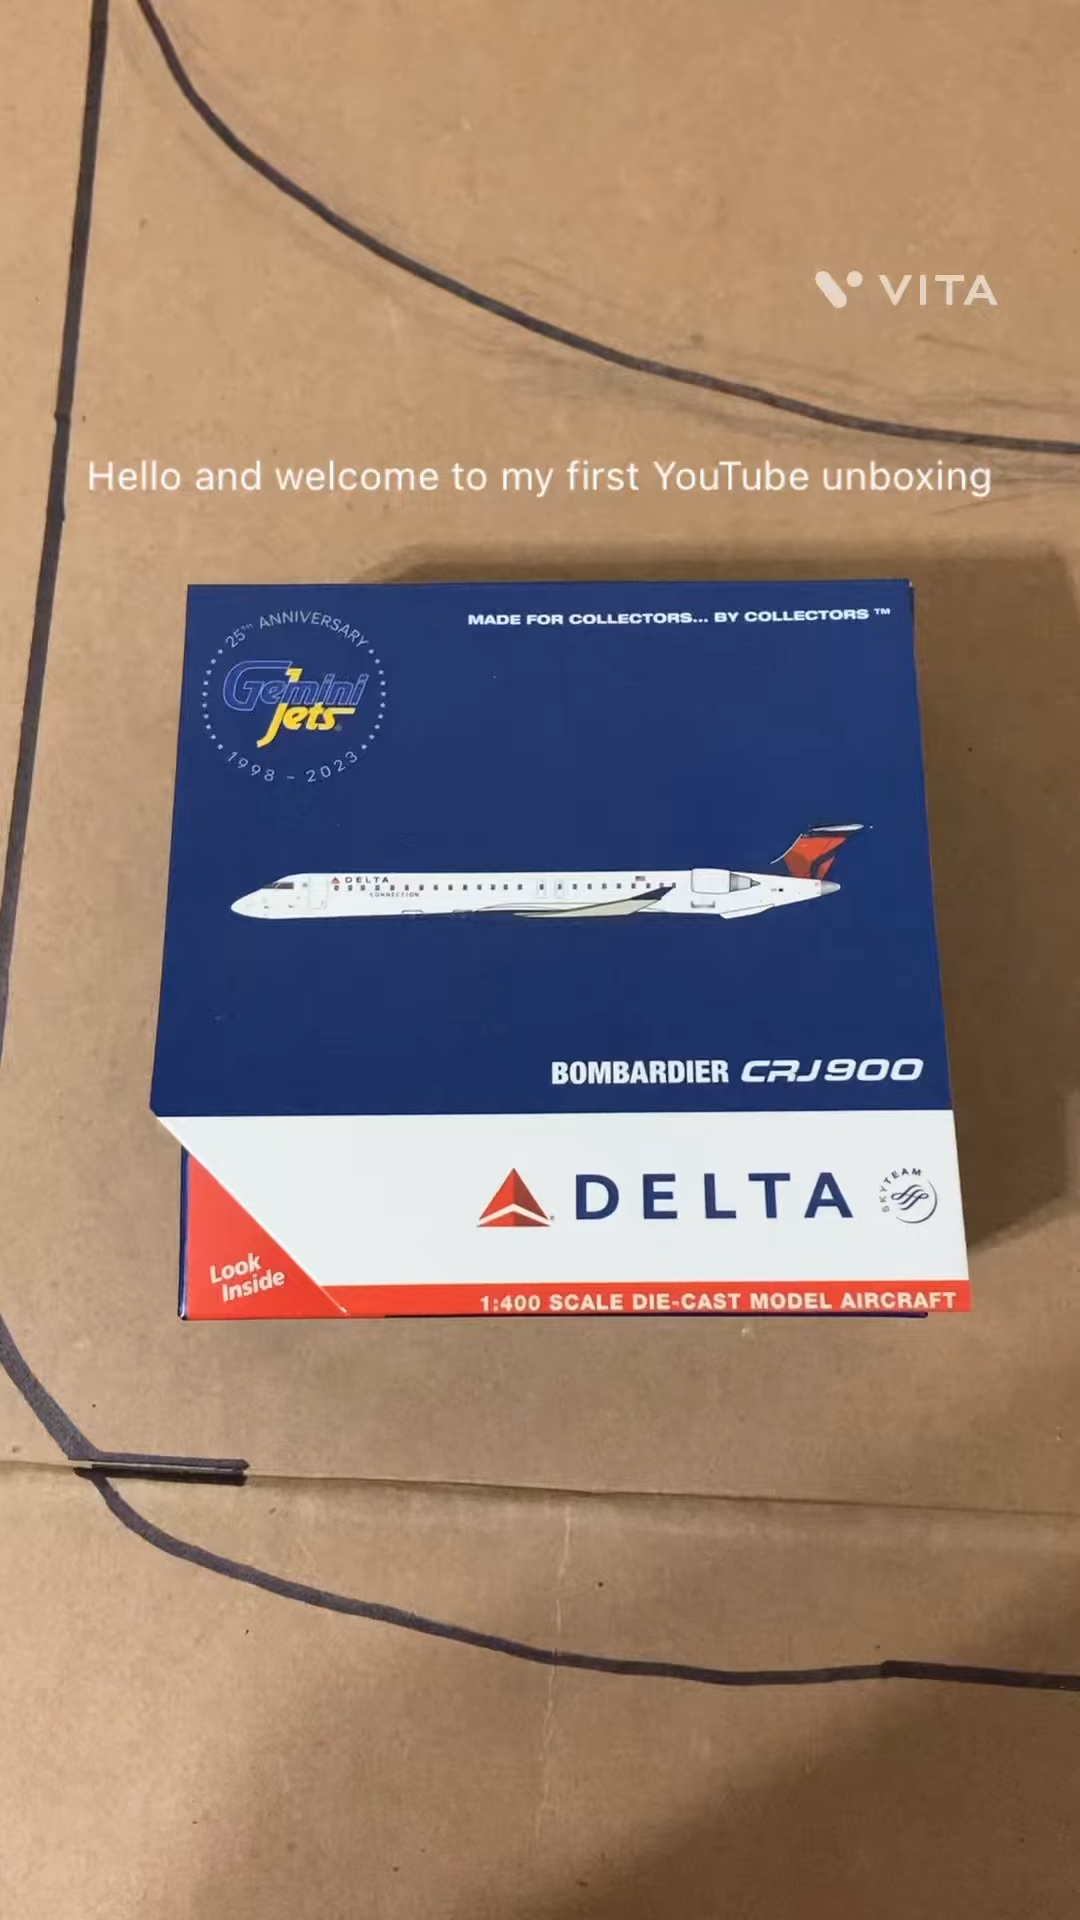 VITA
Hello and welcome to my first YouTube unboxing
25TH ANNIVERSARY
MADE FOR COLLECTORS... BY COLLECTORS ™
Gemini
Jets
1998 - 2023
DELTA
CONNECTION
BOMBARDIER CRJ900
DELTA
SKYTEAM
Look
Inside
1:400 SCALE DIE-CAST MODEL AIRCRAFT